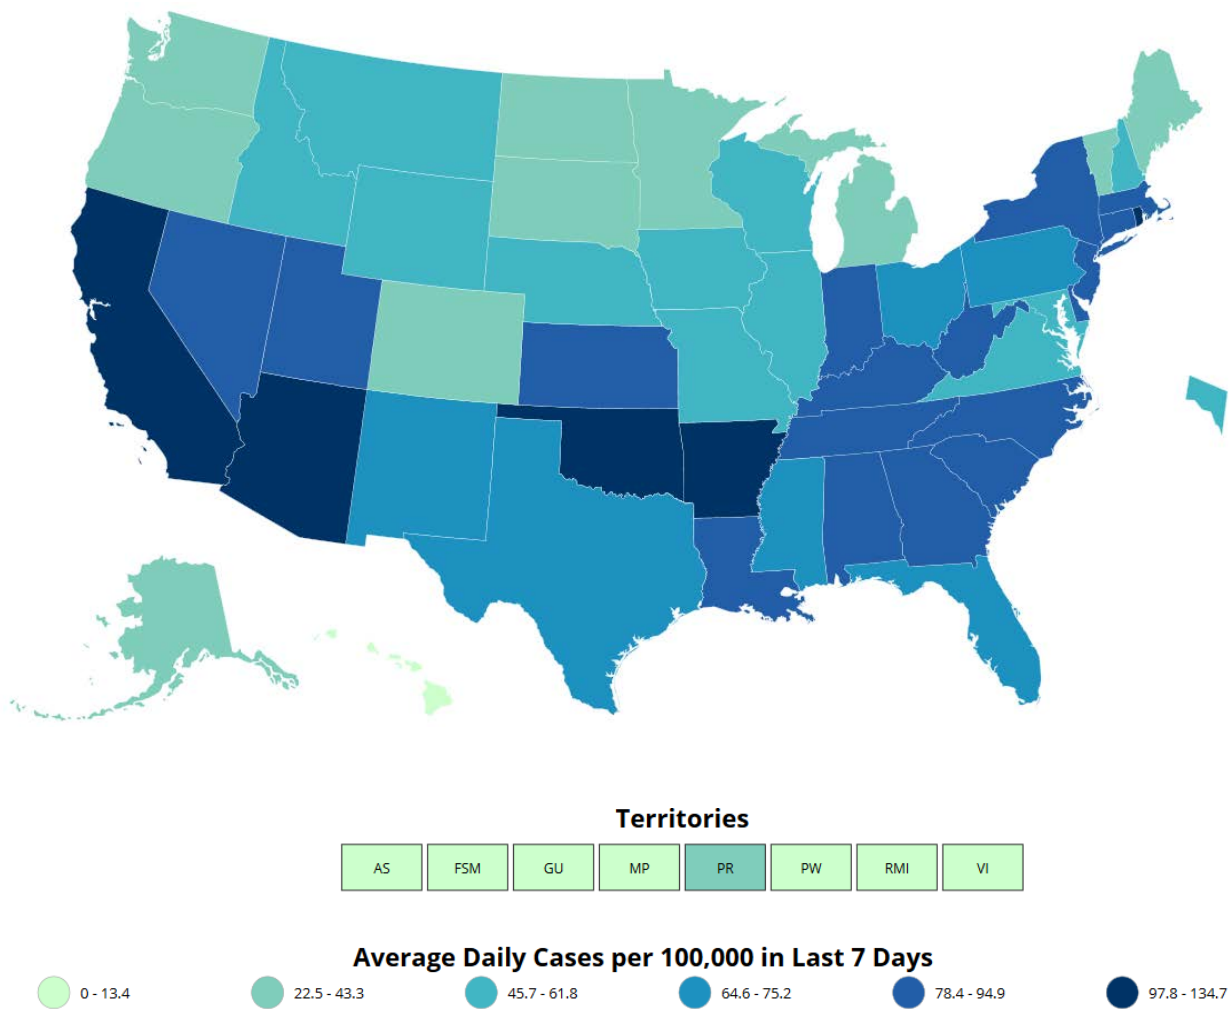 Territories
AS FSM GU MP PR PW RMI VI
Average Daily Cases per 100,000 in Last 7 Days
0 - 13.4 22.5 - 43.3 45.7 - 61.8 64.6 - 75.2 78.4 - 94.9 97.8 - 134.7